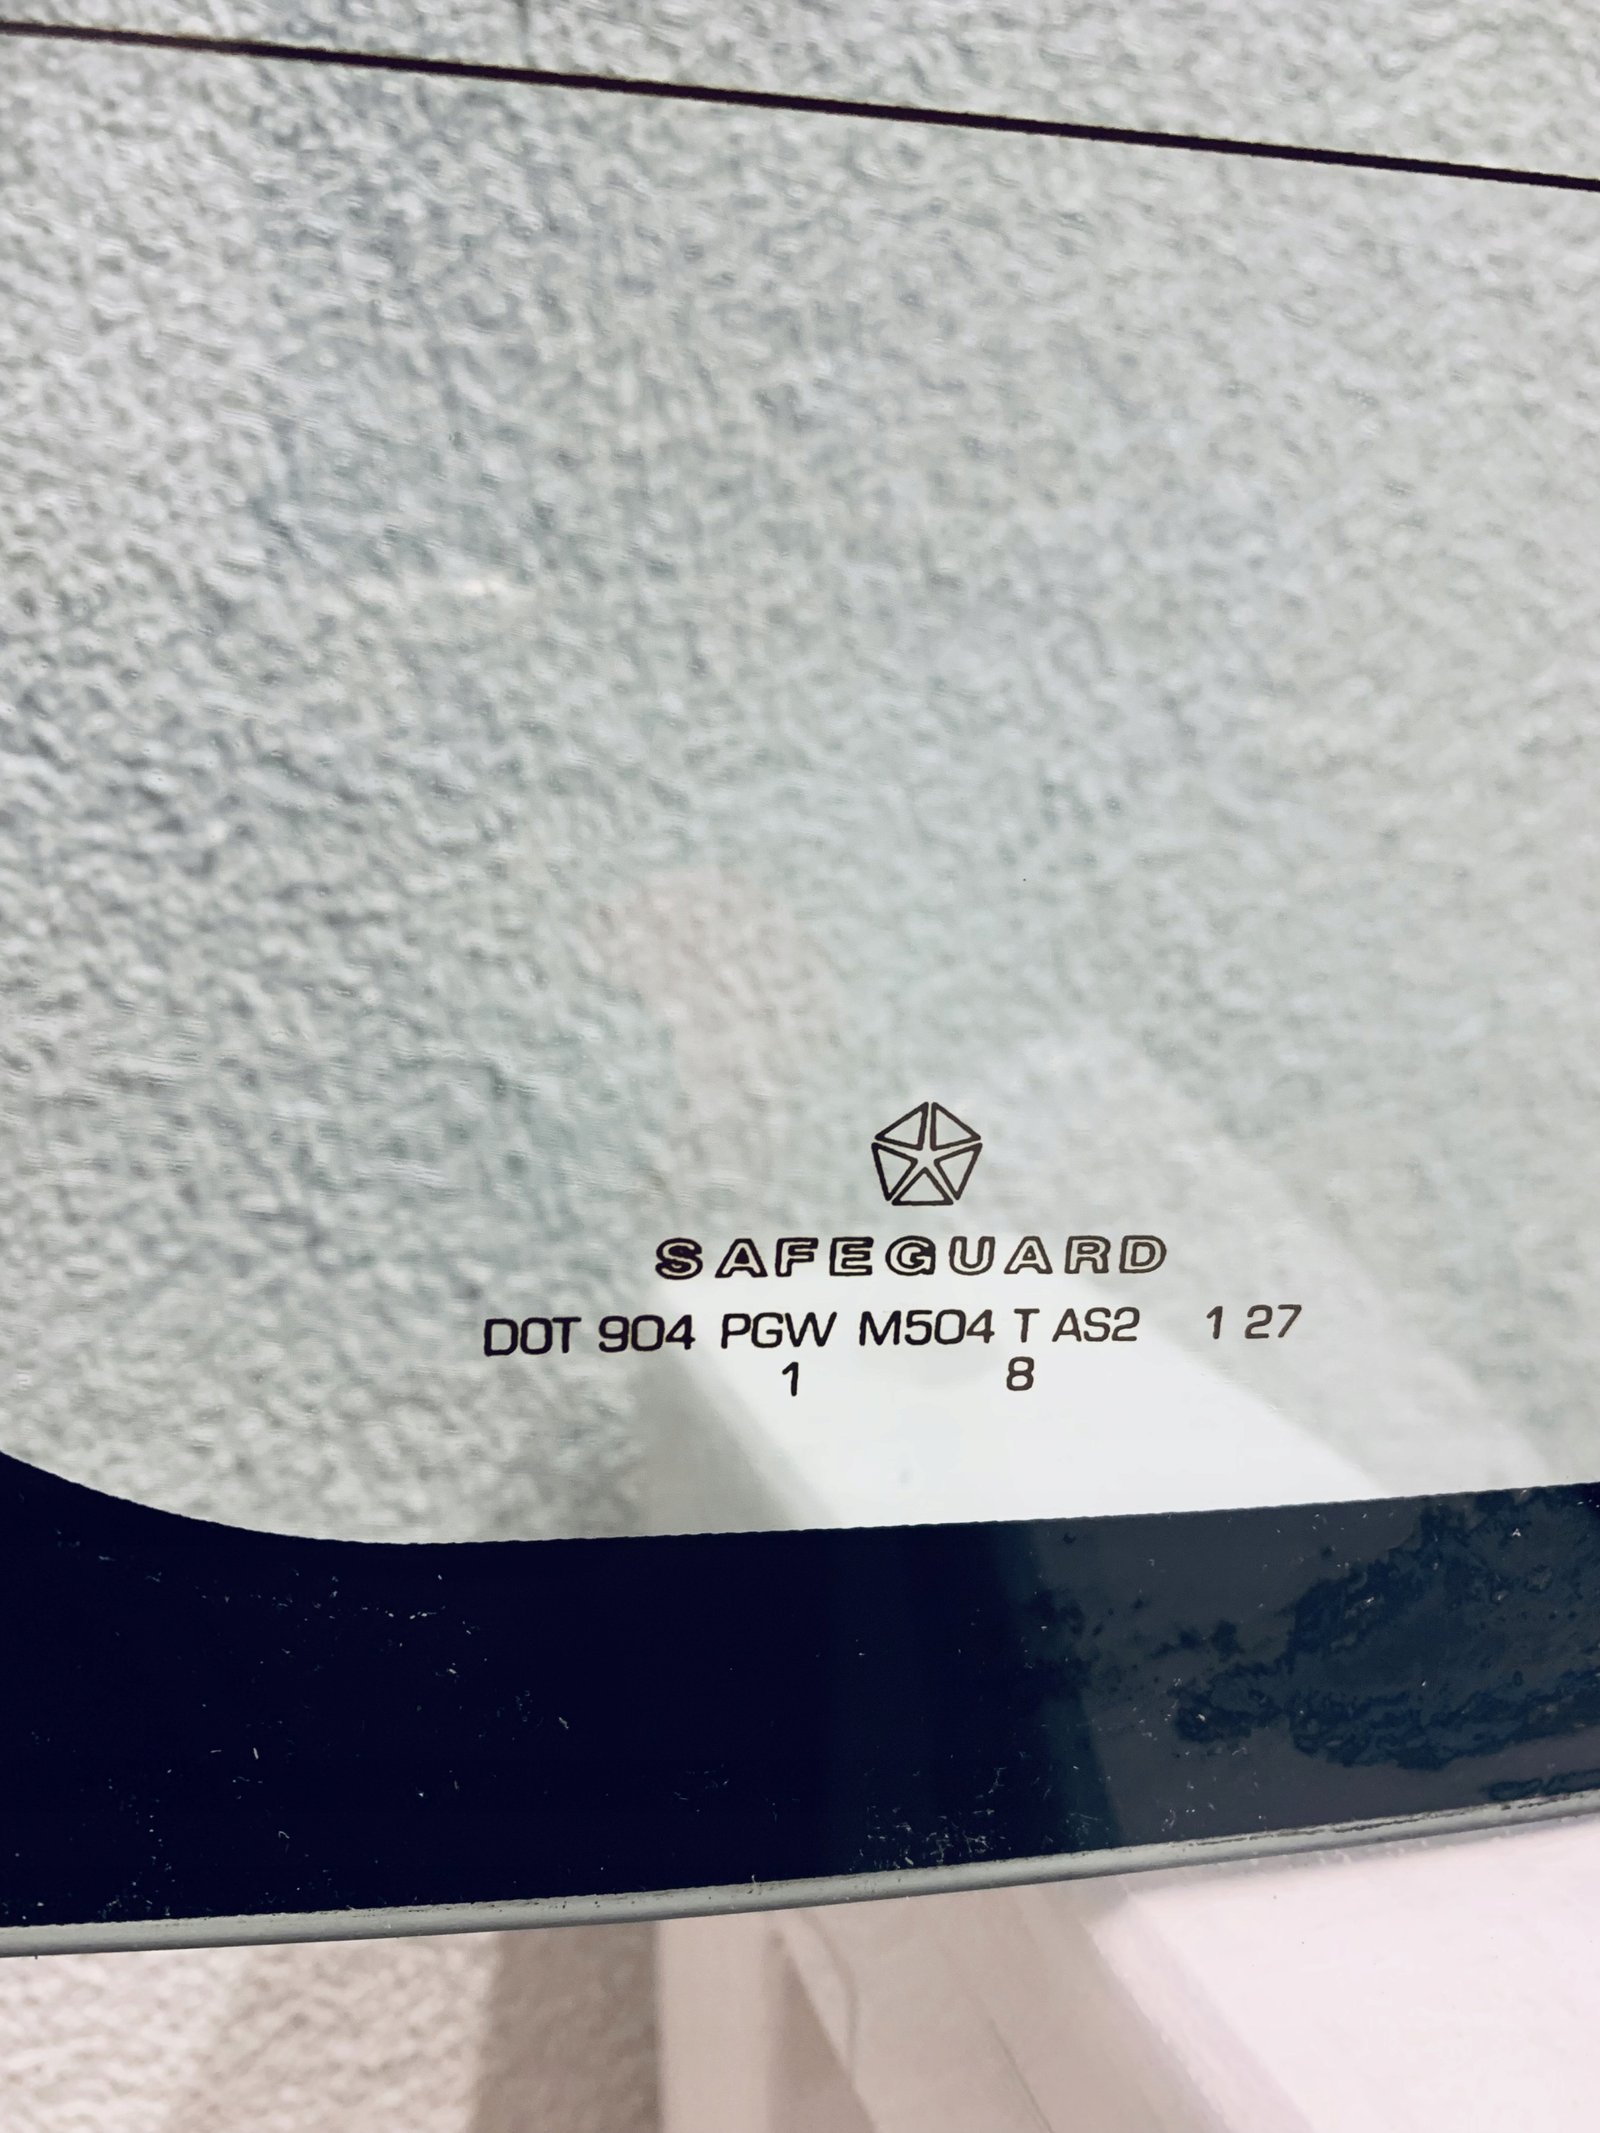 SAFEGUARD
DOT 904 PGW M504 T AS2 1 27
1 8